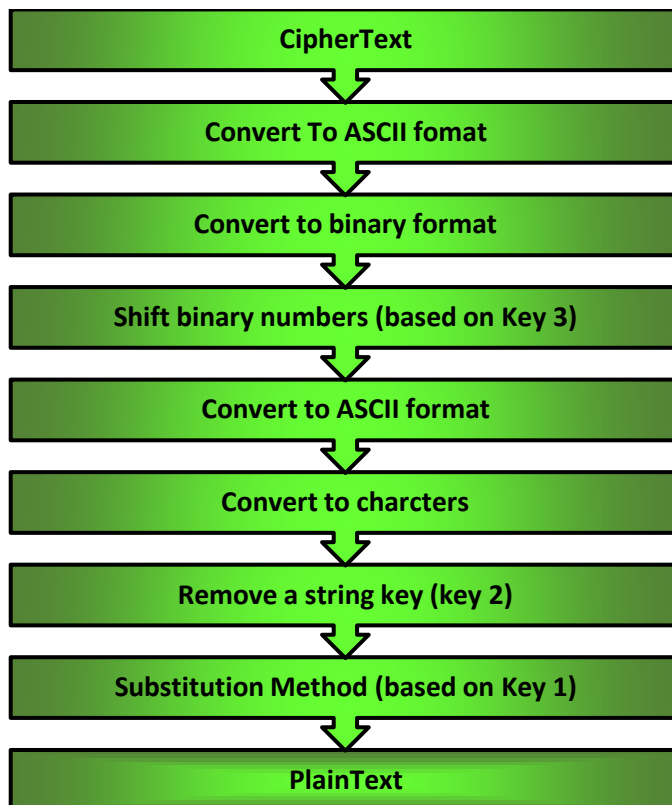 CipherText
Convert To ASCII fomat
Convert to binary format
Shift binary numbers (based on Key 3)
Convert to ASCII format
Convert to charcters
Remove a string key (key 2)
Substitution Method (based on Key 1)
PlainText